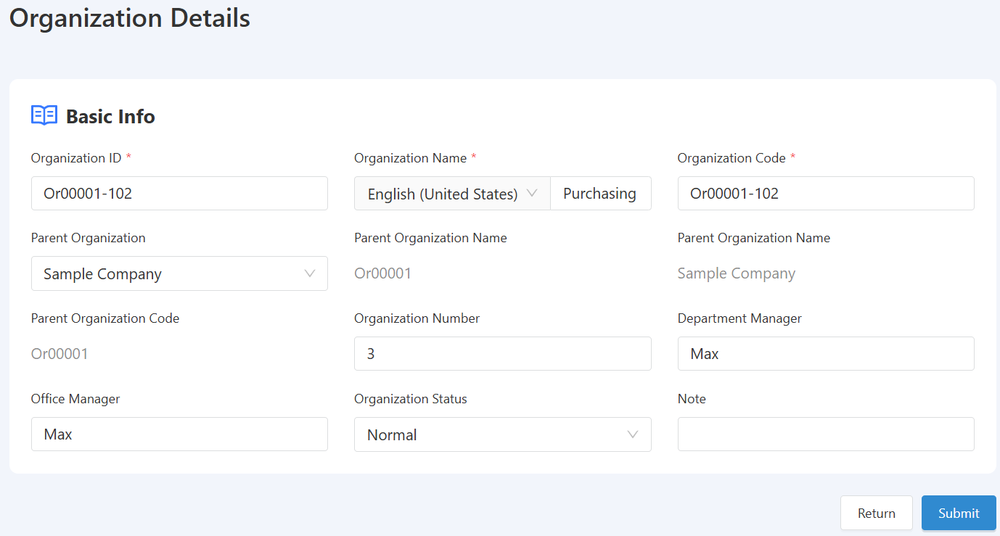 Organization Details
Basic Info
Organization ID *
Organization Name *
Organization Code *
Or00001-102
English (United States)
Purchasing
Or00001-102
Parent Organization
Parent Organization Name
Parent Organization Name
Sample Company
Or00001
Sample Company
Parent Organization Code
Organization Number
Department Manager
Or00001
3
Max
Office Manager
Organization Status
Note
Max
Normal
Return
Submit